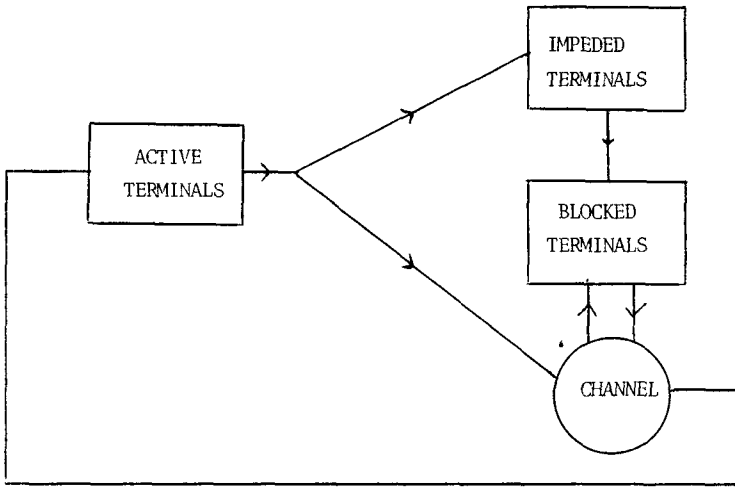 IMPEDED
TERMINALS
ACTIVE
TERMINALS
BLOCKED
TERMINALS
CHANNEL